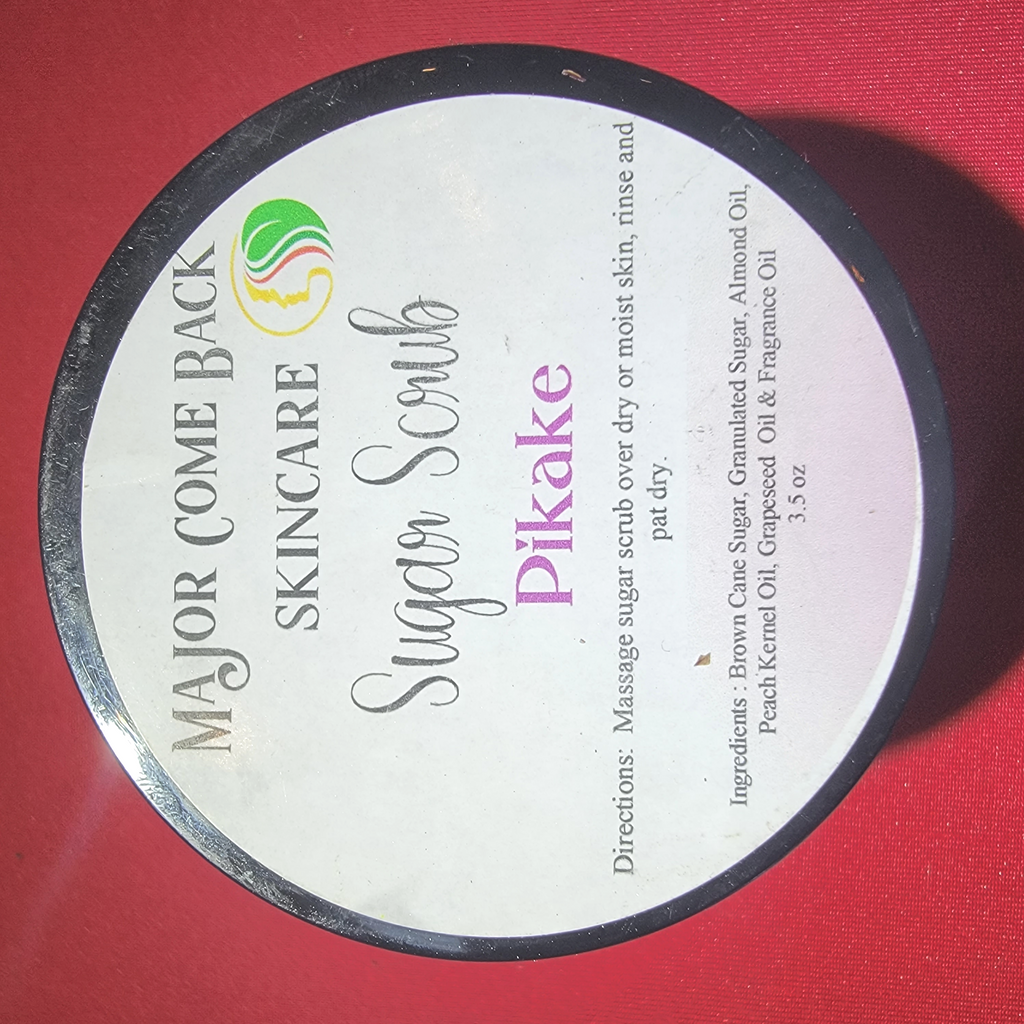 MAJOR COME BACK
SKINCARE
Sugar Scrub
Pikake
Directions: Massage sugar scrub over dry or moist skin, rinse and
pat dry.
Ingredients : Brown Cane Sugar, Granulated Sugar, Almond Oil,
Peach Kernel Oil, Grapeseed Oil & Fragrance Oil
3.5 oz